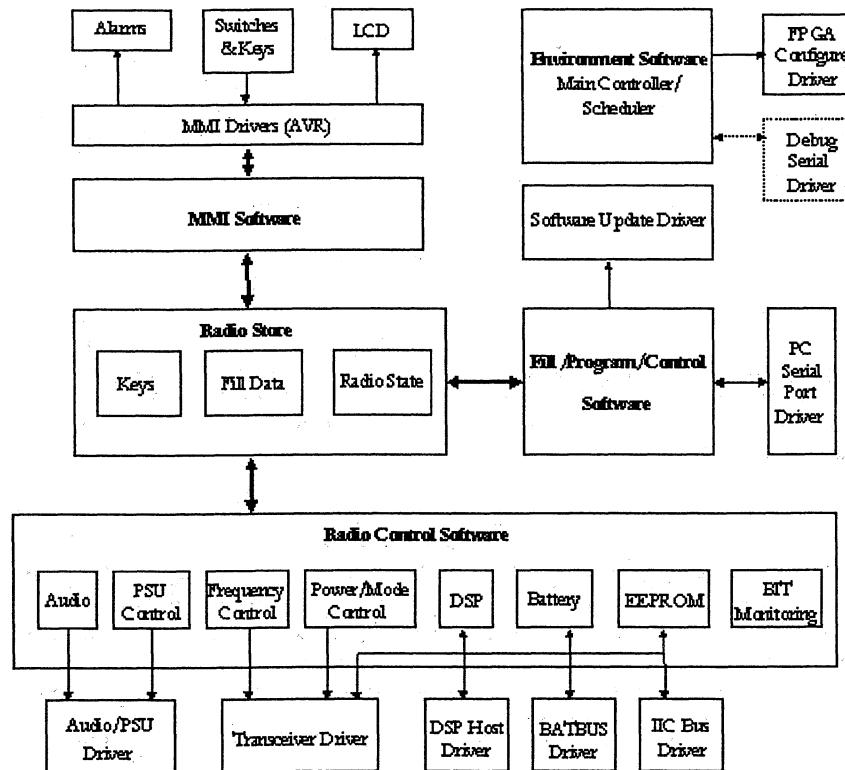 Alarms
Switches
& Keys
LCD
MMI Drivers (AVR)
MMI Software
Environment Software
Main Controller/
Scheduler
FPGA
Configure
Driver
Debug
Serial
Driver
Software Update Driver
Radio Store
Keys
Fill Data
Radio State
Fill /Program/Control
Software
PC
Serial
Port
Driver
Radio Control Software
Audio
PSU
Control
Frequency
Control
Power/Mode
Control
DSP
Battery
EEPROM
BIT
Monitoring
Audio/PSU
Driver
Transceiver Driver
DSP Host
Driver
BATBUS
Driver
IIC Bus
Driver